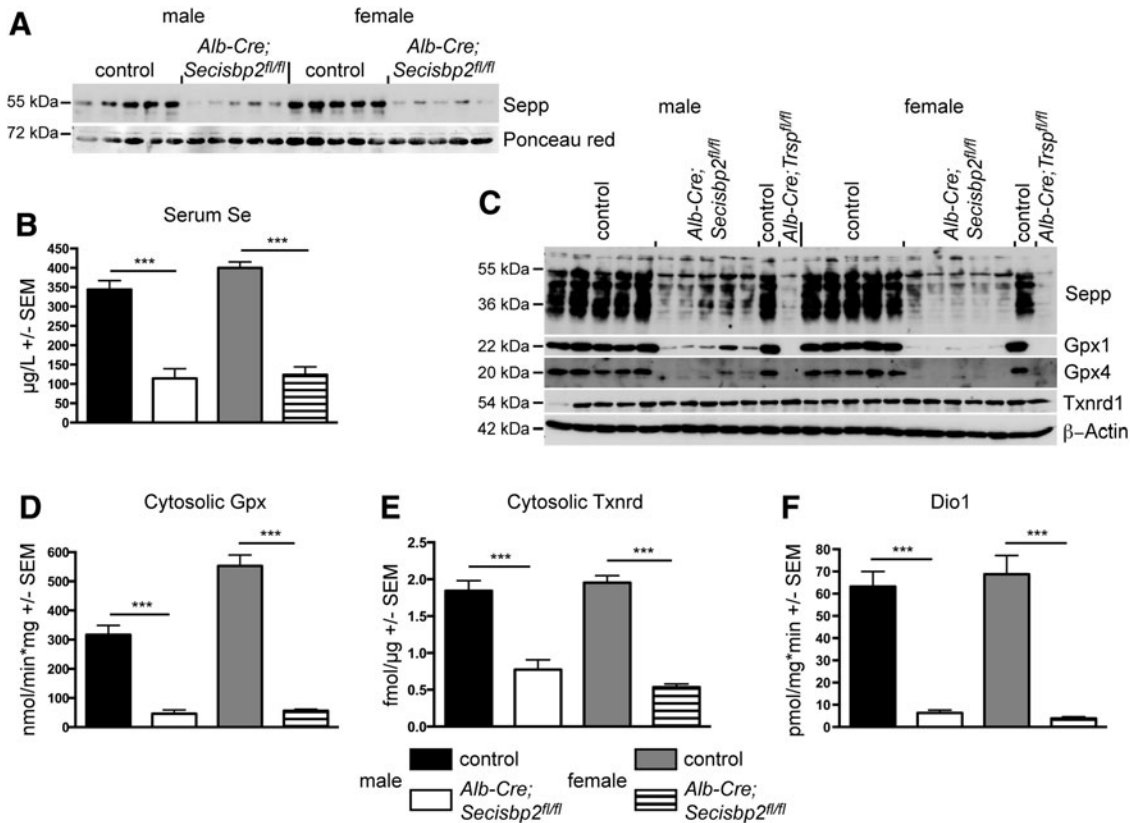 A
male
female
control
Alb-Cre;
Secisbp2fl/fl
control
Alb-Cre;
Secisbp2fl/fl
55 kDa
Sepp
72 kDa
Ponceau red
B
Serum Se
µg/L +/- SEM
450
400
350
300
250
200
150
100
50
0
***
***
C
male
female
control
Alb-Cre;
Secisbp2fl/fl
control
Alb-Cre;Trspfl/fl
control
Alb-Cre;
Secisbp2fl/fl
control
Alb-Cre;Trspfl/fl
55 kDa
36 kDa
Sepp
22 kDa
Gpx1
20 kDa
Gpx4
54 kDa
Txnrd1
42 kDa
β–Actin
D
Cytosolic Gpx
nmol/min*mg +/- SEM
600
500
400
300
200
100
0
***
***
E
Cytosolic Txnrd
fmol/µg +/- SEM
2.5
2.0
1.5
1.0
0.5
0.0
***
***
F
Dio1
pmol/mg*min +/- SEM
80
70
60
50
40
30
20
10
0
***
***
male
control
Alb-Cre;
Secisbp2fl/fl
female
control
Alb-Cre;
Secisbp2fl/fl